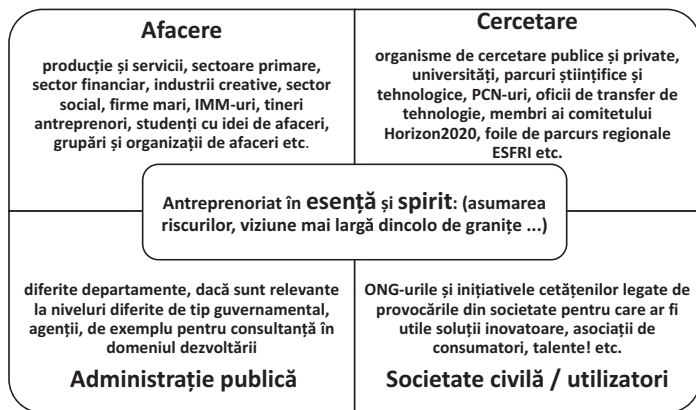 Afacere
producție și servicii, sectoare primare,
sector financiar, industrii creative, sector
social, firme mari, IMM-uri, tineri
antreprenori, studenți cu idei de afaceri,
grupări și organizații de afaceri etc.
Cercetare
organisme de cercetare publice și private,
universități, parcuri științifice și
tehnologice, PCN-uri, oficii de transfer de
tehnologie, membri ai comitetului
Horizon2020, foile de parcurs regionale
ESFRI etc.
Antreprenoriat în esență și spirit: (asumarea
riscurilor, viziune mai largă dincolo de granițe ...)
diferite departamente, dacă sunt relevante
la niveluri diferite de tip guvernamental,
agenții, de exemplu pentru consultanță în
domeniul dezvoltării
Administrație publică
ONG-urile și inițiativele cetățenilor legate de
provocările din societate pentru care ar fi
utile soluții inovatoare, asociații de
consumatori, talente! etc.
Societate civilă / utilizatori